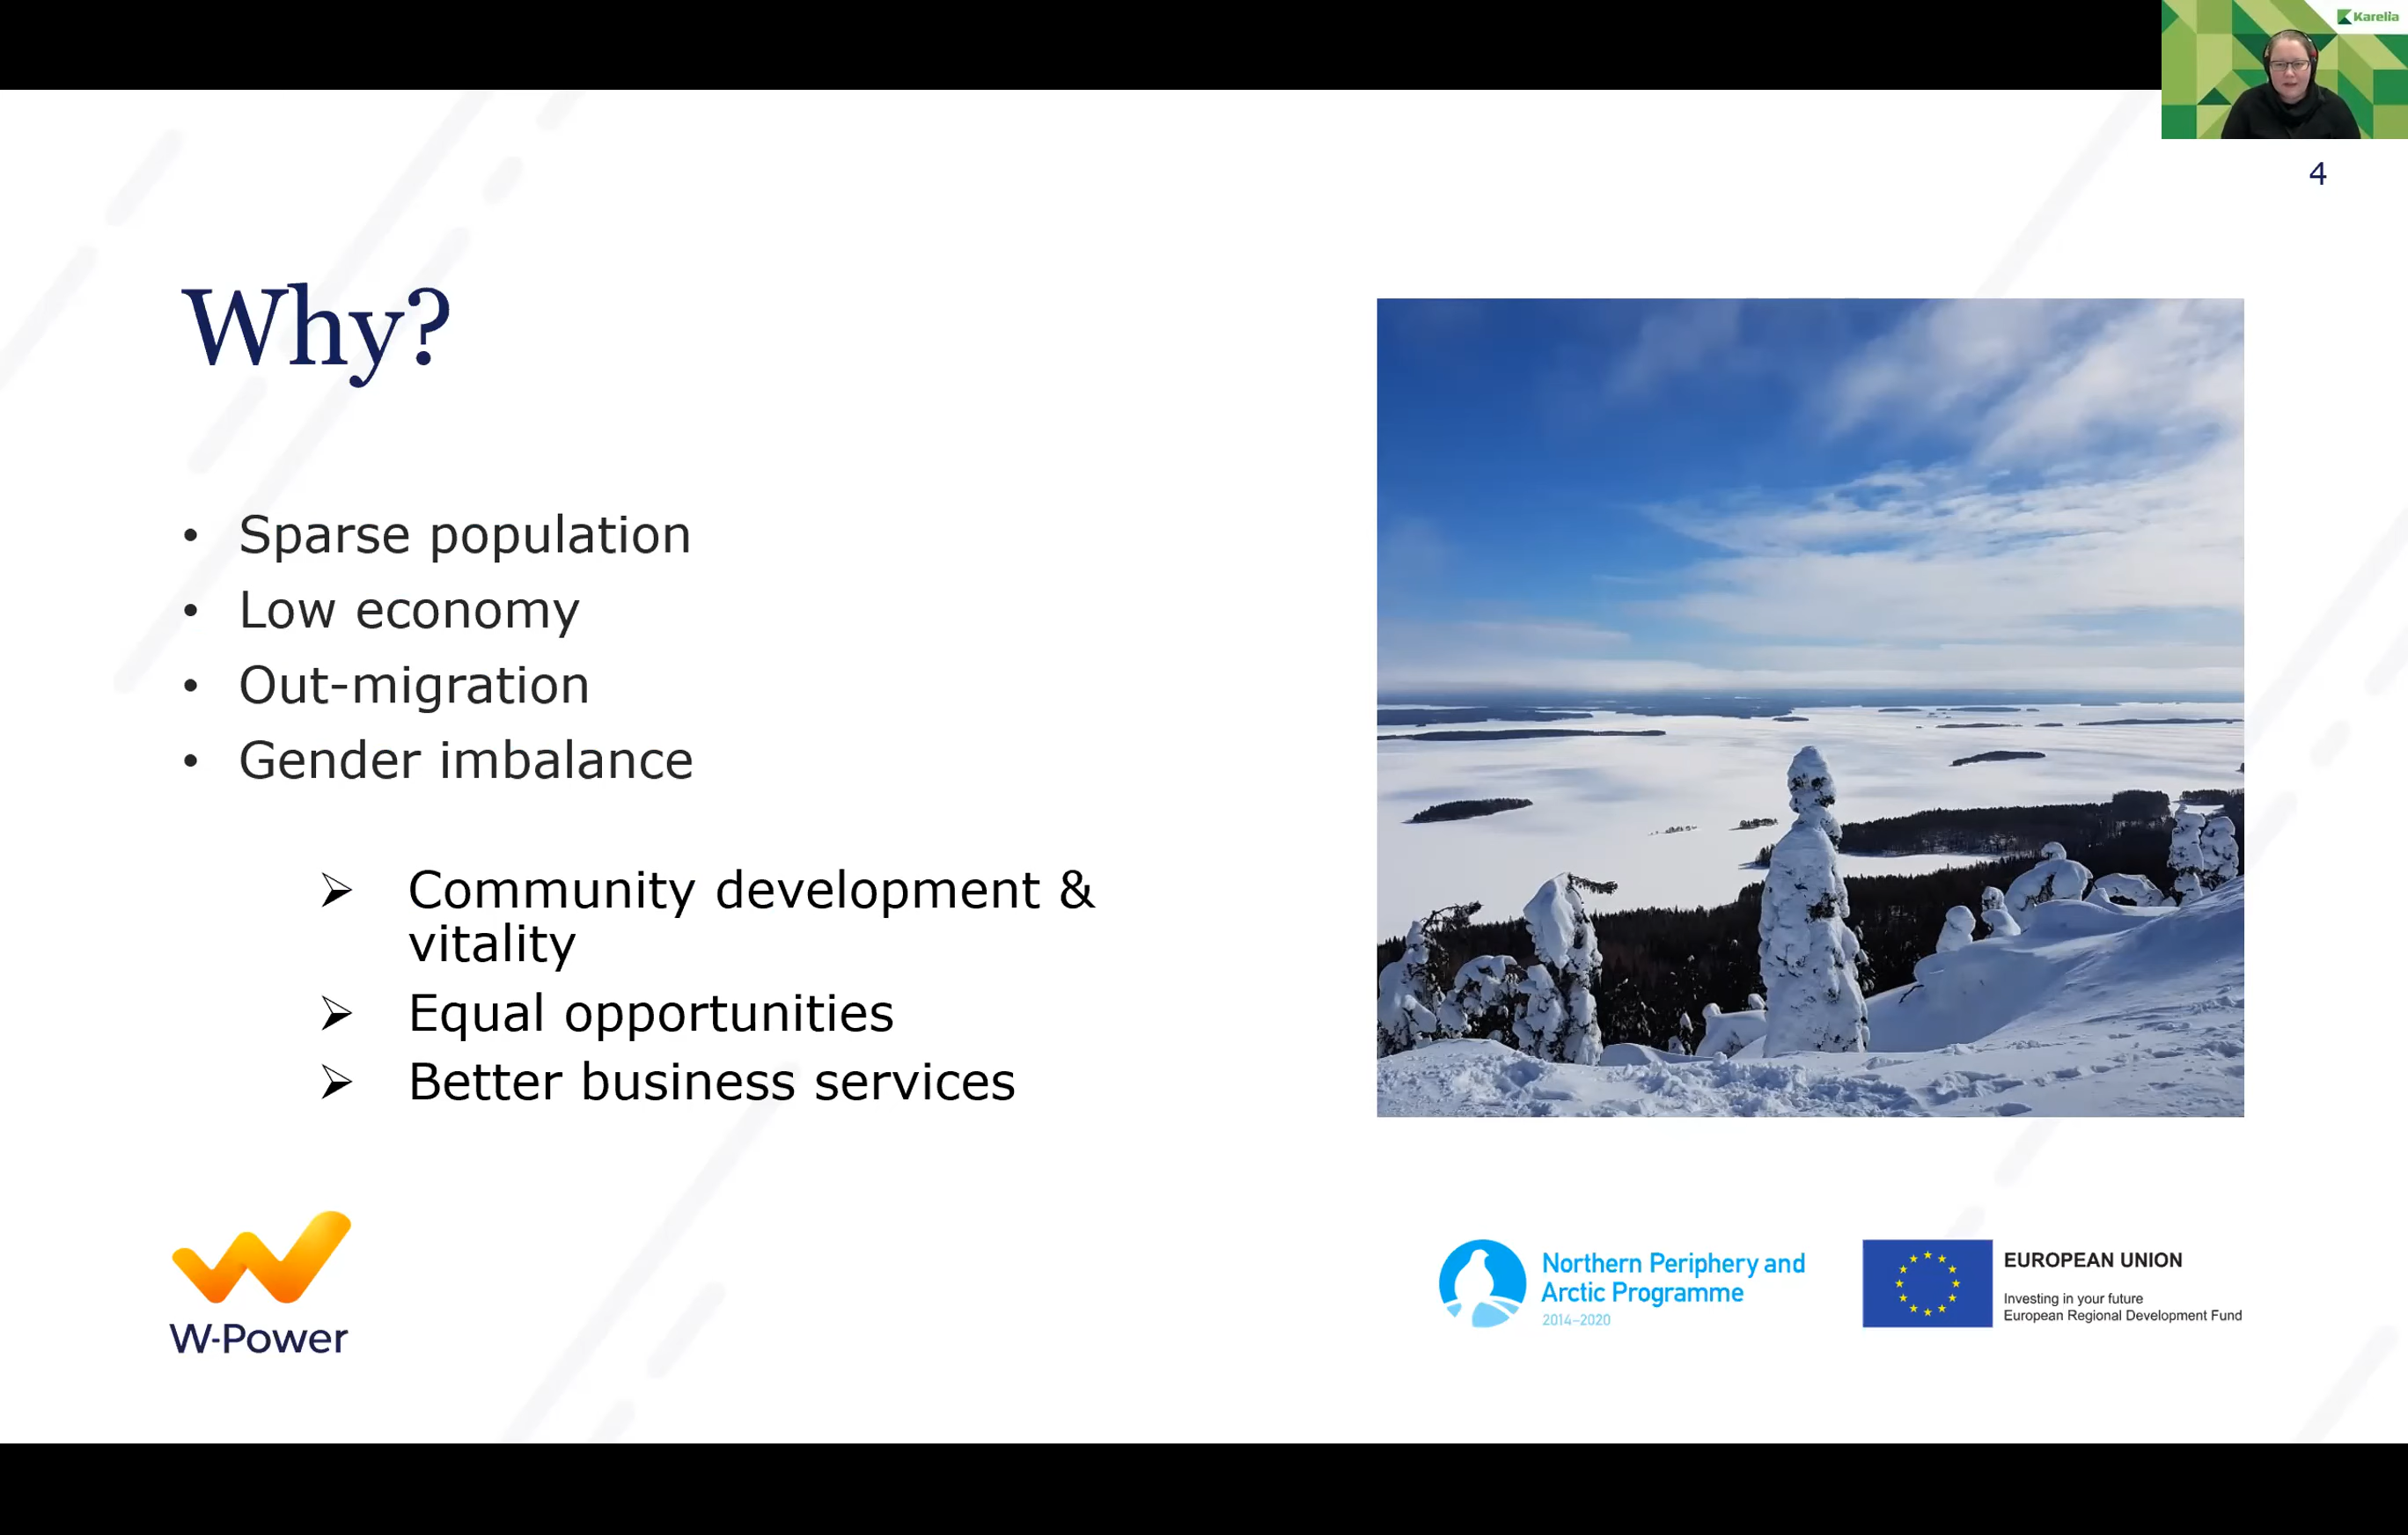 Karelia
4
Why?
• Sparse population
• Low economy
• Out-migration
• Gender imbalance
➢ Community development &
vitality
➢ Equal opportunities
➢ Better business services
W-Power
Northern Periphery and
Arctic Programme
2014–2020
EUROPEAN UNION
Investing in your future
European Regional Development Fund